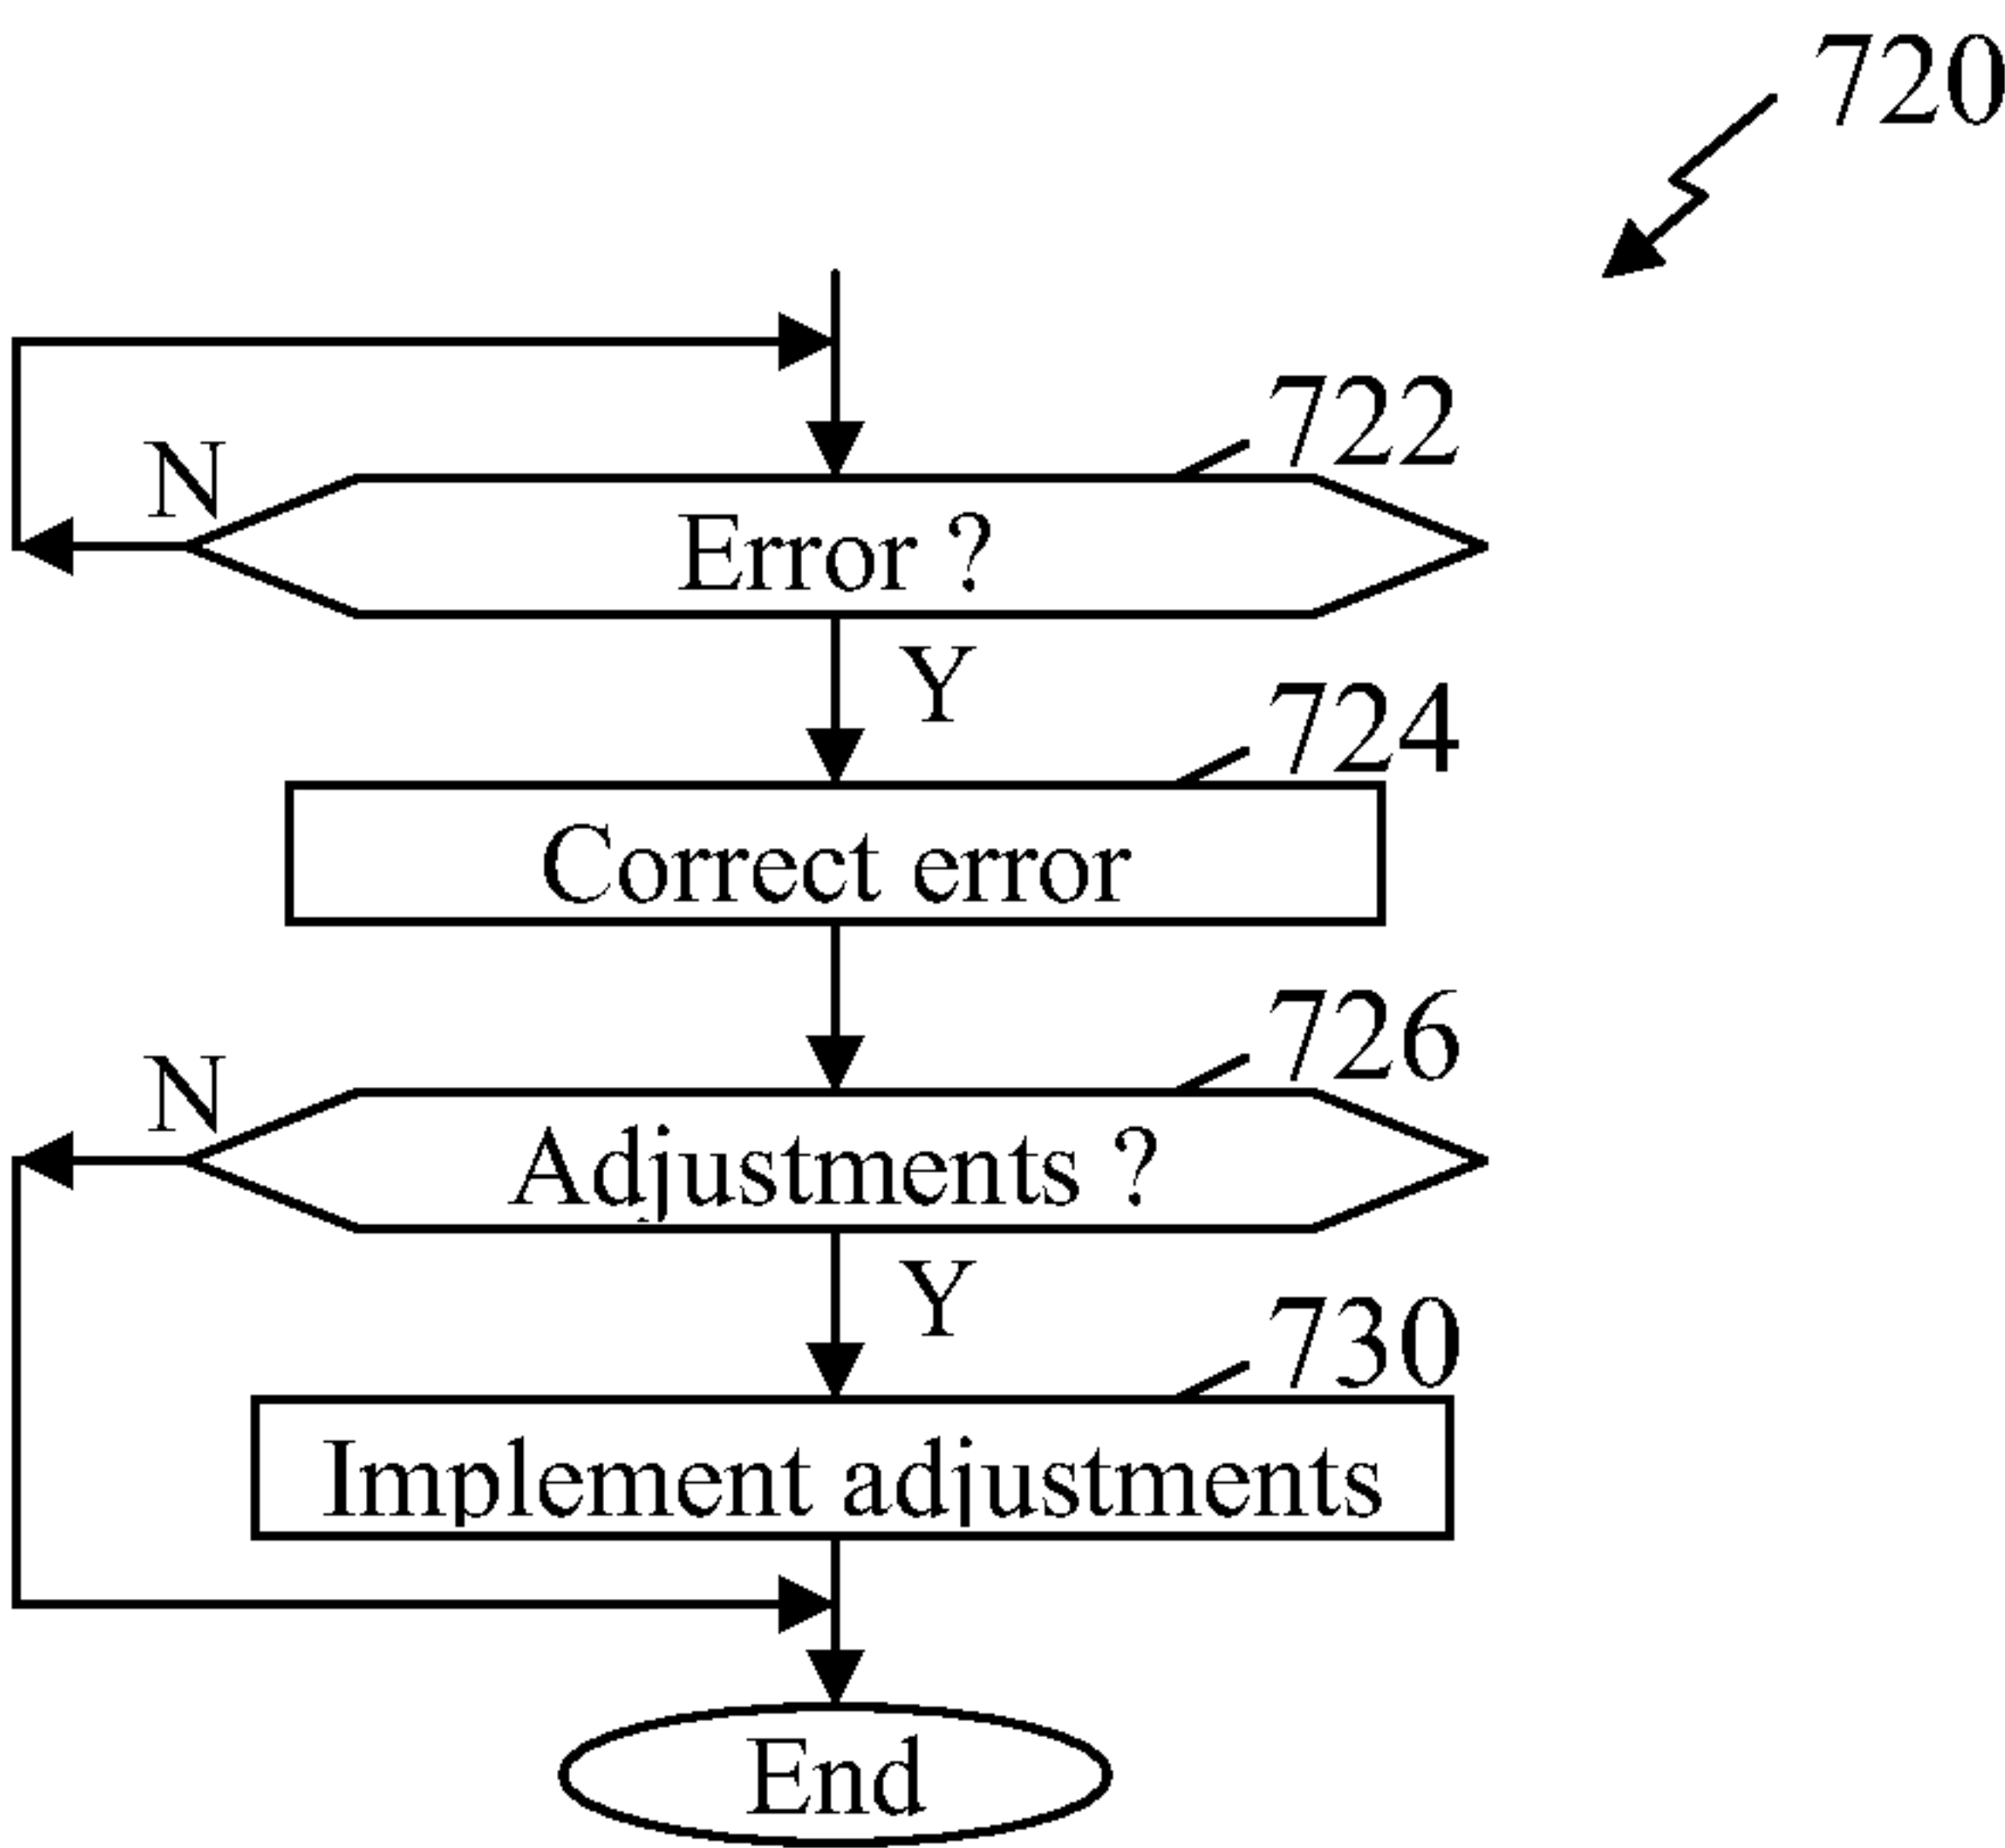 720
722
N
Error ?
Y
724
Correct error
726
N
Adjustments ?
Y
730
Implement adjustments
End